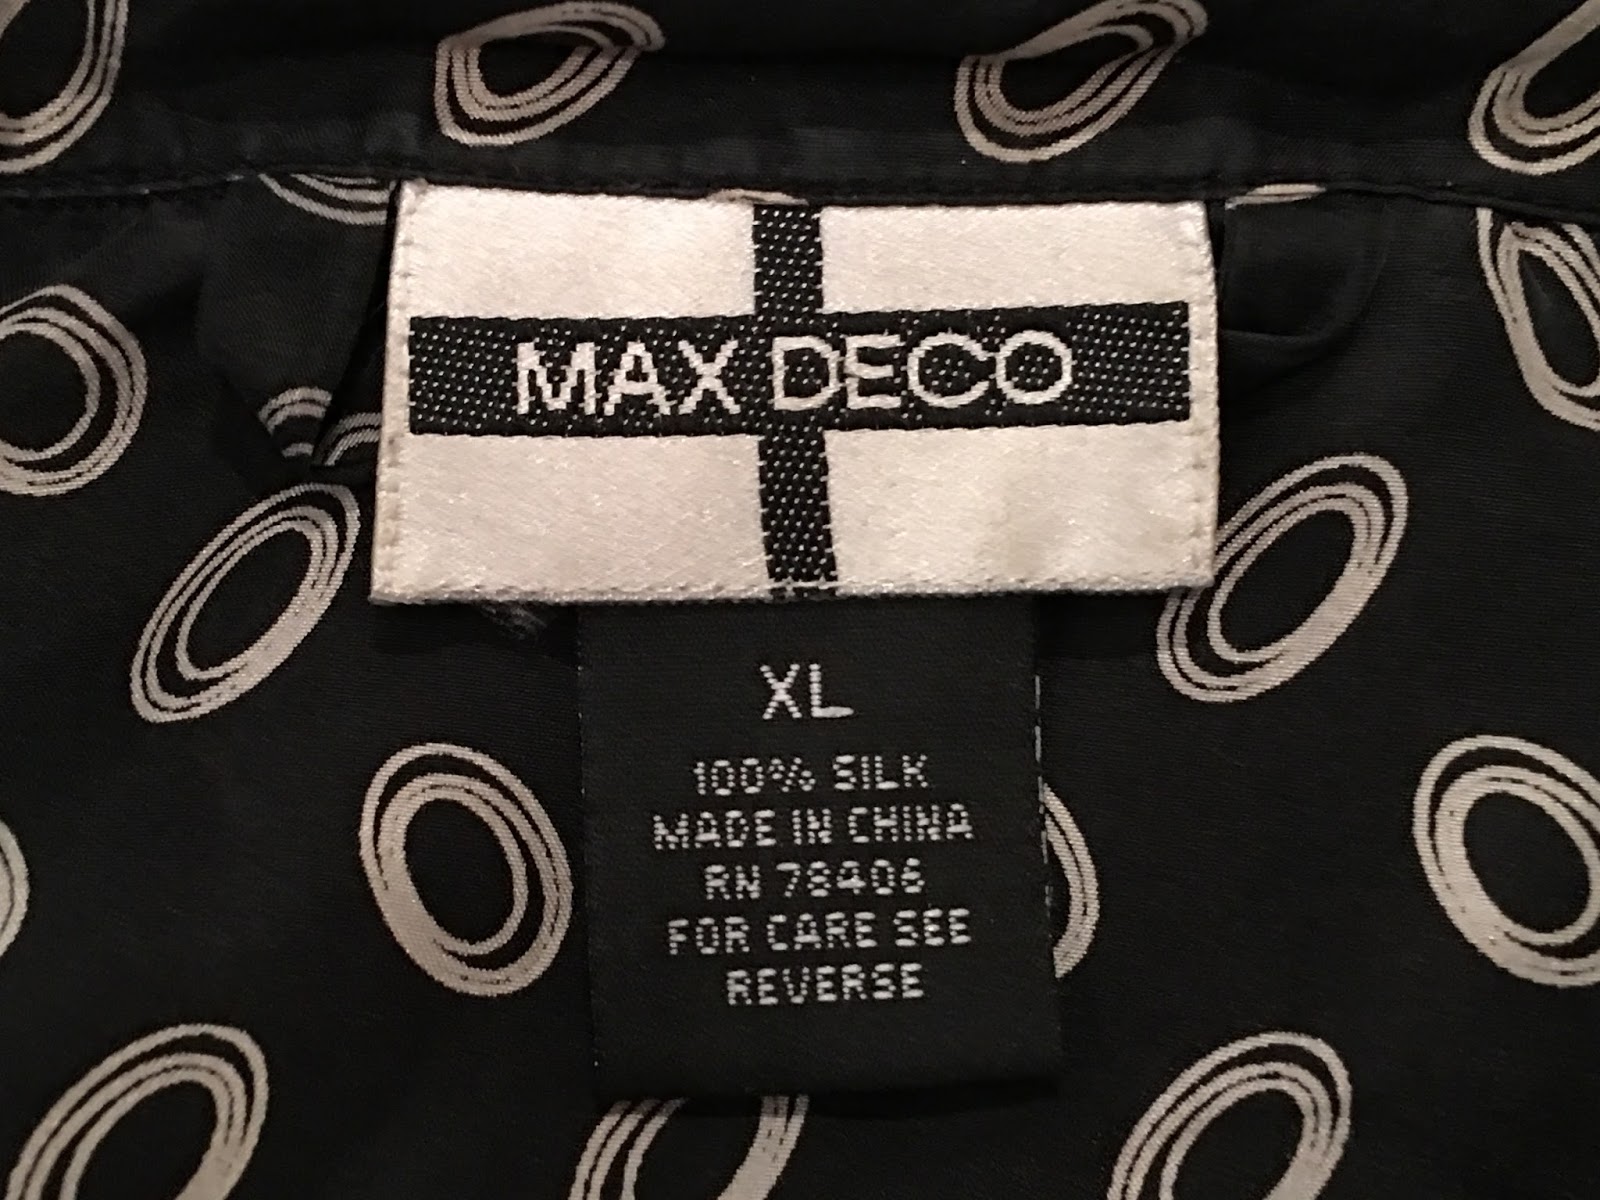 MAX DECO
XL
100% SILK
MADE IN CHINA
RN 78406
FOR CARE SEE
REVERSE